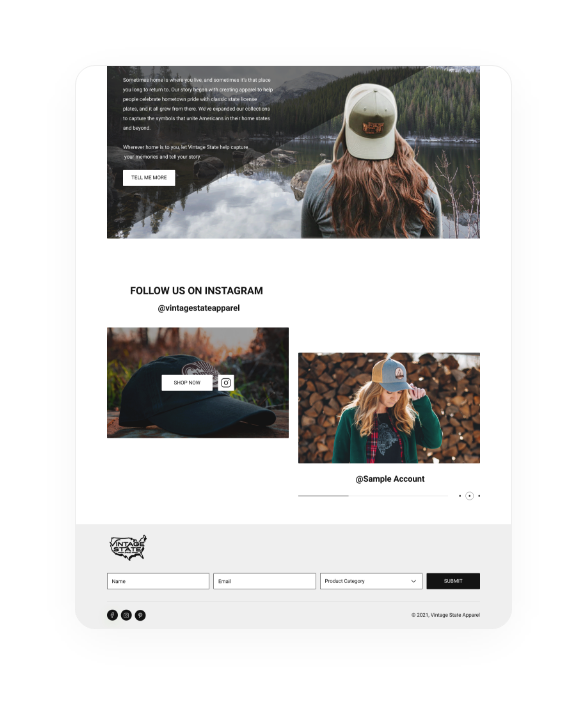 Sometimes home is where you live and sometimes it's that place
you long to return to. Our story began with creating apparel to help
people celebrate hometown pride with classic state license
plates, and it all grew from there. We've expanded our collections
to capture the symbols that unite Americans in their home states
and beyond.
Wherever home is to you, let Vintage State help capture
your memories and tell your story.
TELL ME MORE
FOLLOW US ON INSTAGRAM
@vintagestateapparel
SHOP NOW
@Sample Account
VINTAGE
STATE
Name
Email
Product Category
SUBMIT
© 2021, Vintage State Apparel